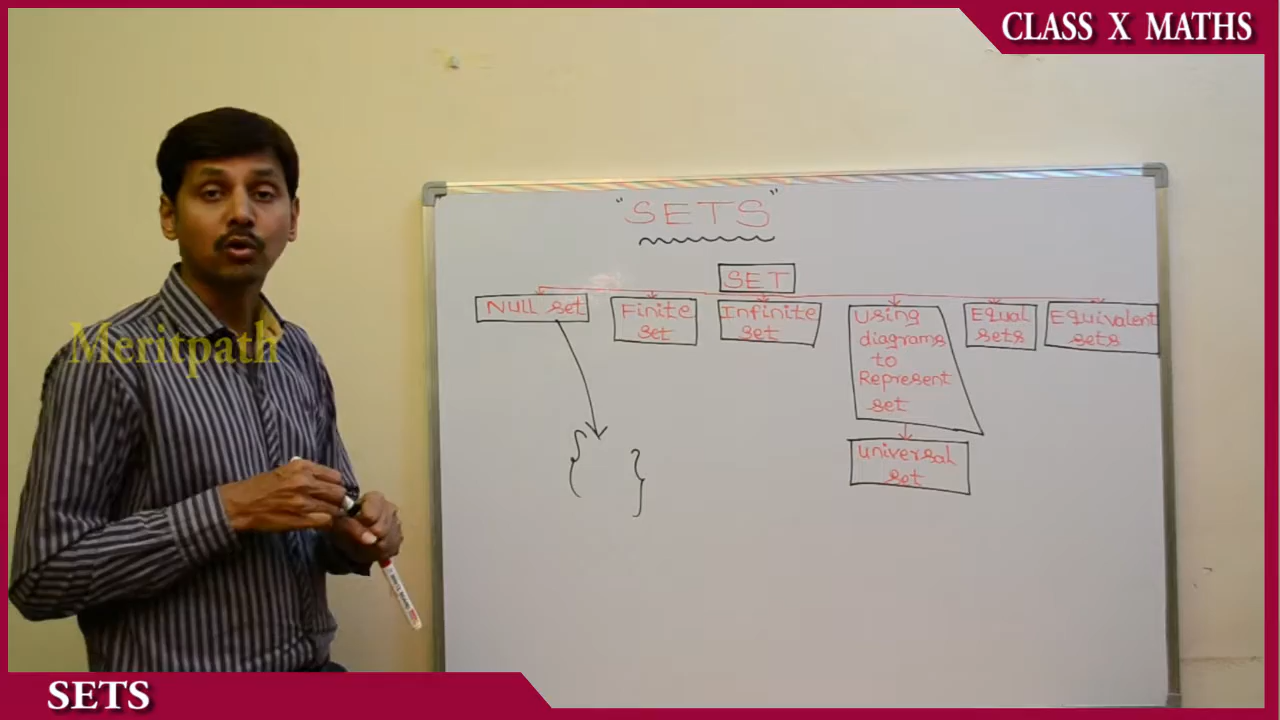 CLASS X MATHS
"SETS"
SET
NULL set
Finite
set
Infinite
set
Using
diagrams
to
Represent
set
Equal
sets
Equivalent
sets
universal
set
{ }
Meritpath
SETS